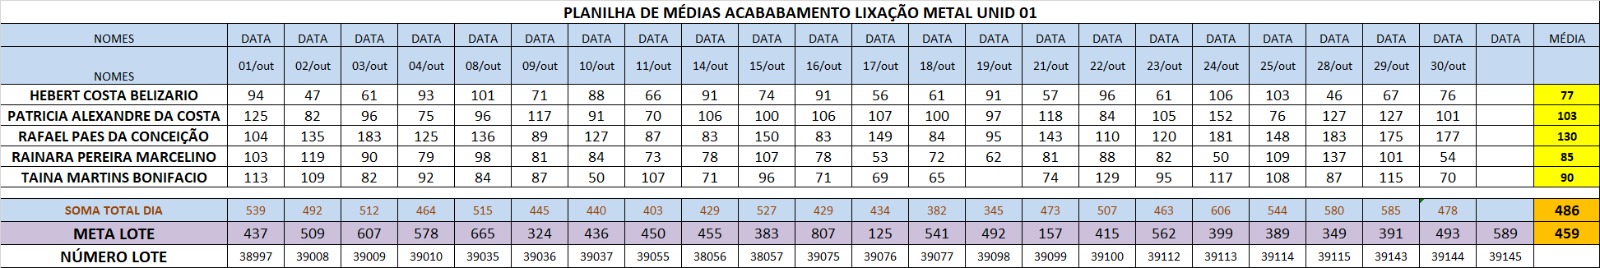 PLANILHA DE MÉDIAS ACABABAMENTO LIXAÇÃO METAL UNID 01
NOMES DATA DATA DATA DATA DATA DATA DATA DATA DATA DATA DATA DATA DATA DATA DATA DATA DATA DATA DATA DATA DATA DATA DATA MÉDIA
NOMES 01/out 02/out 03/out 04/out 08/out 09/out 10/out 11/out 14/out 15/out 16/out 17/out 18/out 19/out 21/out 22/out 23/out 24/out 25/out 28/out 29/out 30/out
HEBERT COSTA BELIZARIO 94 47 61 93 101 71 88 66 91 74 91 56 61 91 57 96 61 106 103 46 67 76 77
PATRICIA ALEXANDRE DA COSTA 125 82 96 75 96 117 91 70 106 100 106 107 100 97 118 84 105 152 76 127 127 101 103
RAFAEL PAES DA CONCEIÇÃO 104 135 183 125 136 89 127 87 83 150 83 149 84 95 143 110 120 181 148 183 175 177 130
RAINARA PEREIRA MARCELINO 103 119 90 79 98 81 84 73 78 107 78 53 72 62 81 88 82 50 109 137 101 54 85
TAINA MARTINS BONIFACIO 113 109 82 92 84 87 50 107 71 96 71 69 65 74 129 95 117 108 87 115 70 90
SOMA TOTAL DIA 539 492 512 464 515 445 440 403 429 527 429 434 382 345 473 507 463 606 544 580 585 478 486
META LOTE 437 509 607 578 665 324 436 450 455 383 807 125 541 492 157 415 562 399 389 349 391 493 589 459
NÚMERO LOTE 38997 39008 39009 39010 39035 39036 39037 39055 38056 38057 39075 39076 39077 39098 39099 39100 39112 39113 39114 39115 39143 39144 39145